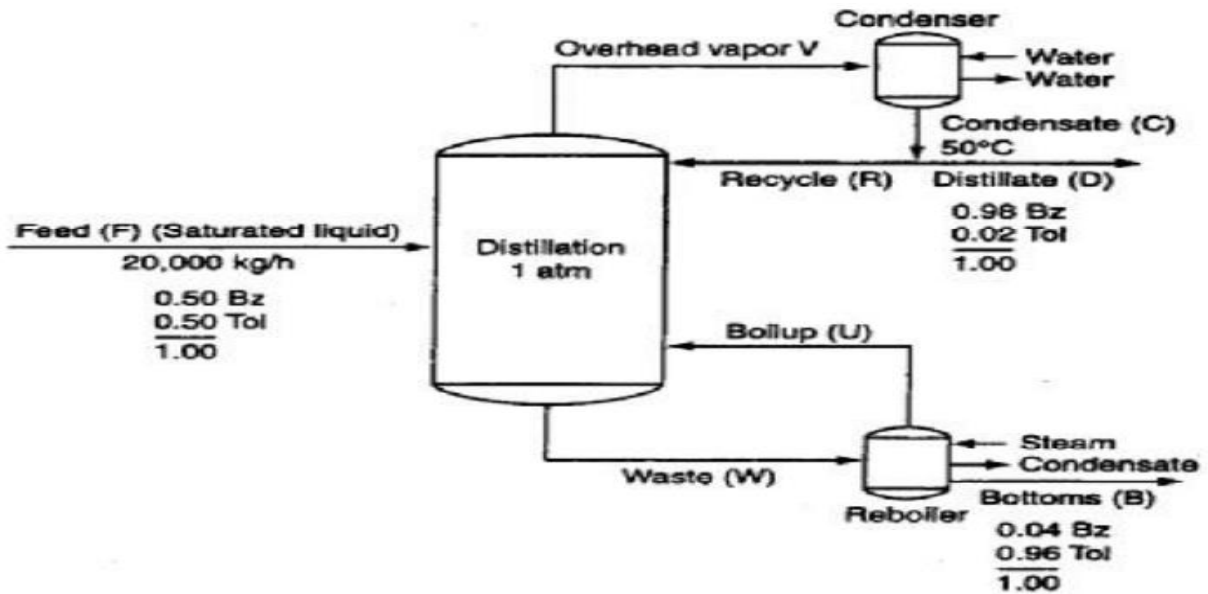 Condenser
Overhead vapor V
Water
Water
Condensate (C)
50°C
Recycle (R)
Distillate (D)
0.98 Bz
0.02 Tol
1.00
Feed (F) (Saturated liquid)
20,000 kg/h
0.50 Bz
0.50 Tol
1.00
Distillation
1 atm
Boilup (U)
Steam
Condensate
Waste (W)
Reboiler
Bottoms (B)
0.04 Bz
0.96 Tol
1.00